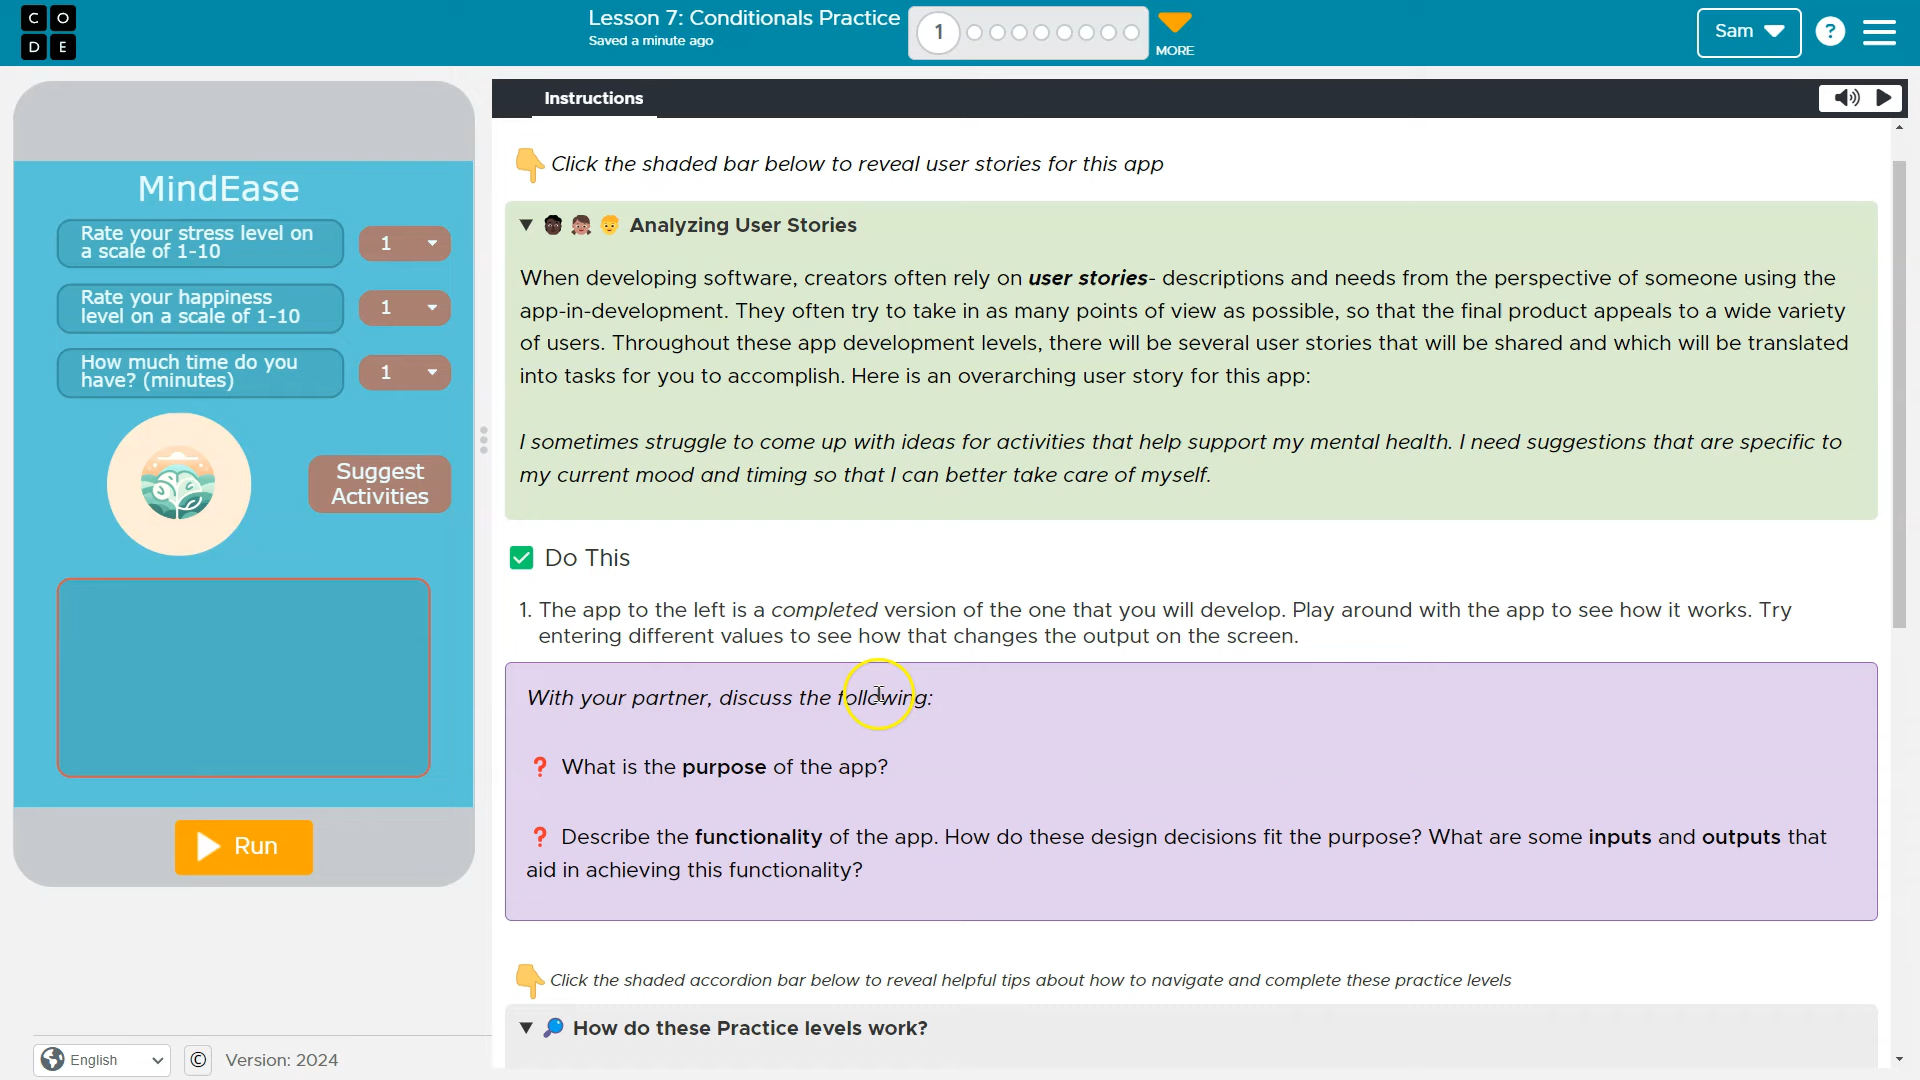 CODE
Lesson 7: Conditionals Practice
Saved a minute ago
1
MORE
Sam
?
Instructions
MindEase
Rate your stress level on
a scale of 1-10
1
Rate your happiness
level on a scale of 1-10
1
How much time do you
have? (minutes)
1
Suggest
Activities
Run
English
©
Version: 2024
Click the shaded bar below to reveal user stories for this app
Analyzing User Stories
When developing software, creators often rely on user stories- descriptions and needs from the perspective of someone using the
app-in-development. They often try to take in as many points of view as possible, so that the final product appeals to a wide variety
of users. Throughout these app development levels, there will be several user stories that will be shared and which will be translated
into tasks for you to accomplish. Here is an overarching user story for this app:
I sometimes struggle to come up with ideas for activities that help support my mental health. I need suggestions that are specific to
my current mood and timing so that I can better take care of myself.
Do This
1. The app to the left is a completed version of the one that you will develop. Play around with the app to see how it works. Try
entering different values to see how that changes the output on the screen.
With your partner, discuss the following:
❓ What is the purpose of the app?
❓ Describe the functionality of the app. How do these design decisions fit the purpose? What are some inputs and outputs that
aid in achieving this functionality?
Click the shaded accordion bar below to reveal helpful tips about how to navigate and complete these practice levels
How do these Practice levels work?